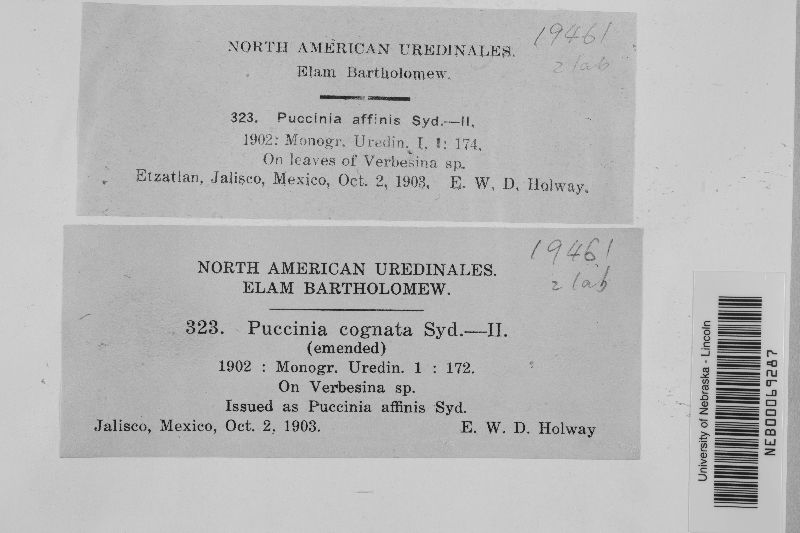 19461
2 lab
NORTH AMERICAN UREDINALES.
Elam Bartholomew.
323. Puccinia affinis Syd.—II.
1902: Monogr. Uredin. I. 1: 174.
On leaves of Verbesina sp.
Etzatlan, Jalisco, Mexico, Oct. 2, 1903. E. W. D. Holway.
19461
2 lab
NORTH AMERICAN UREDINALES.
ELAM BARTHOLOMEW.
323. Puccinia cognata Syd.—II.
(emended)
1902 : Monogr. Uredin. 1 : 172.
On Verbesina sp.
Issued as Puccinia affinis Syd.
Jalisco, Mexico, Oct. 2, 1903. E. W. D. Holway
University of Nebraska - Lincoln
NEB00069287